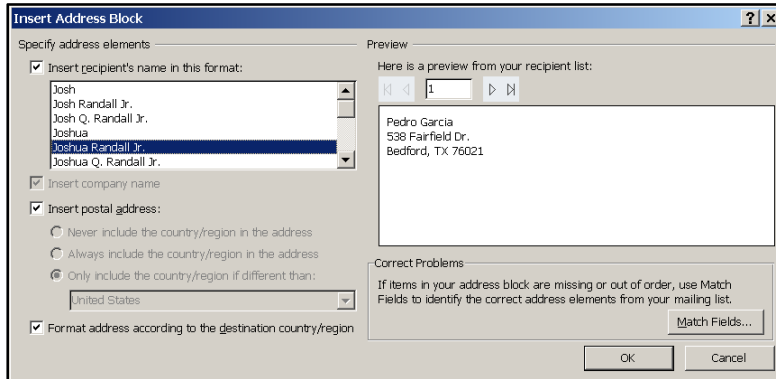 Insert Address Block
Specify address elements
Insert recipient's name in this format:
Josh
Josh Randall Jr.
Josh Q. Randall Jr.
Joshua
Joshua Randall Jr.
Joshua Q. Randall Jr.
Insert company name
Insert postal address:
Never include the country/region in the address
Always include the country/region in the address
Only include the country/region if different than:
United States
Format address according to the destination country/region
Preview
Here is a preview from your recipient list:
1
Pedro Garcia
538 Fairfield Dr.
Bedford, TX 76021
Correct Problems
If items in your address block are missing or out of order, use Match
Fields to identify the correct address elements from your mailing list.
Match Fields...
OK
Cancel